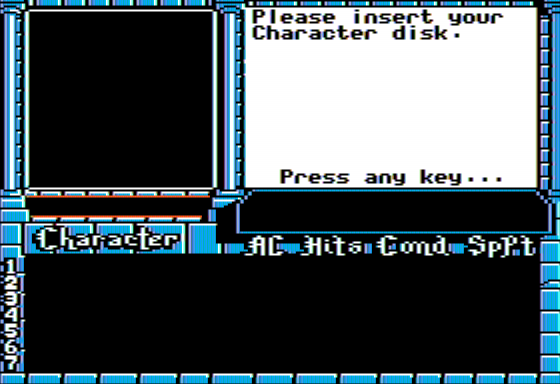 Please insert your
Character disk.
Press any key...
Character AC Hits Cond SpPt
1
2
3
4
5
6
7